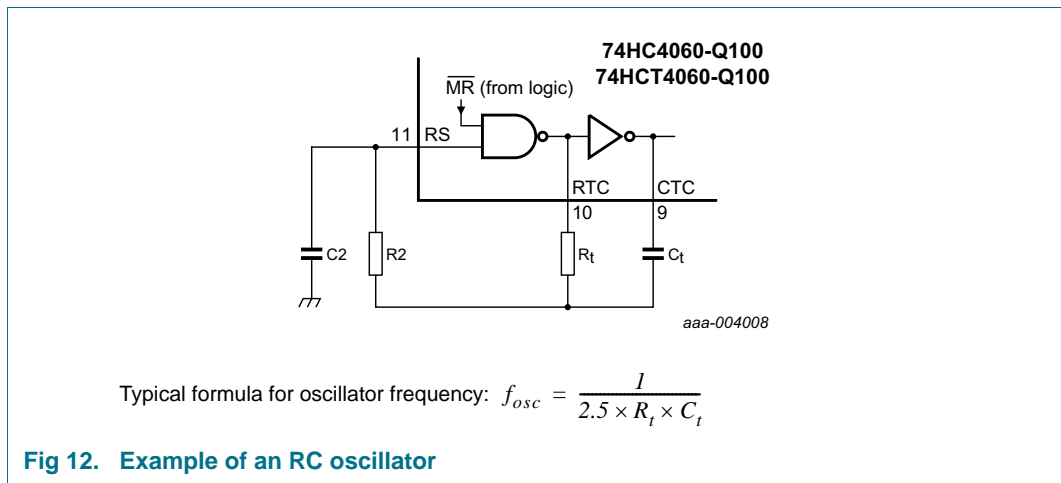 74HC4060-Q100
74HCT4060-Q100
MR (from logic)
11 RS
RTC CTC
10 9
C2 R2 Rt Ct
aaa-004008
Typical formula for oscillator frequency: fosc = 1 / (2.5 × Rt × Ct)
Fig 12. Example of an RC oscillator